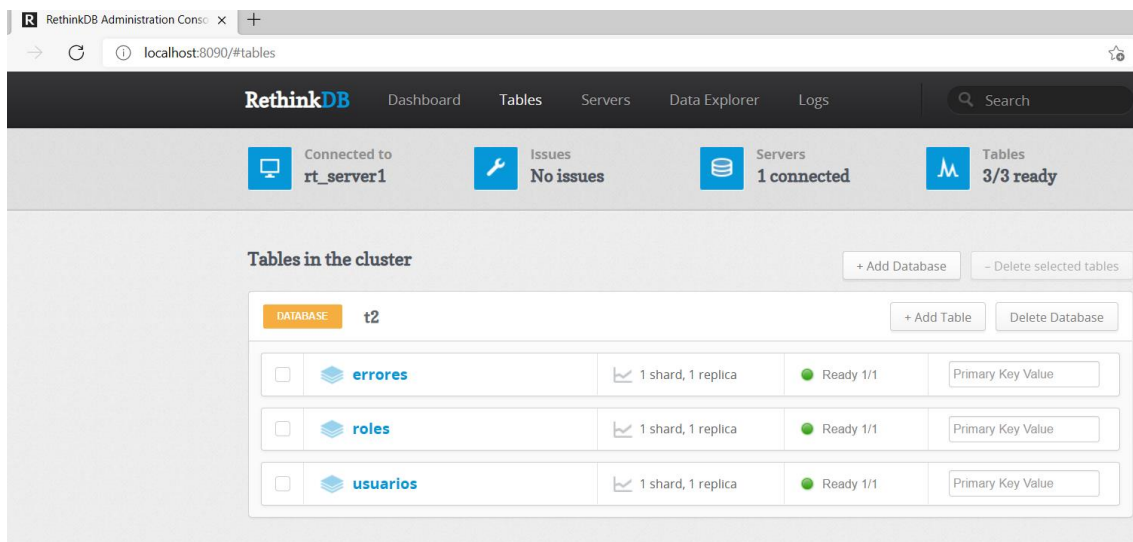 RethinkDB Administration Conso
localhost:8090/#tables
RethinkDB Dashboard Tables Servers Data Explorer Logs Search
Connected to Issues Servers Tables
rt_server1 No issues 1 connected 3/3 ready
Tables in the cluster
+ Add Database - Delete selected tables
DATABASE t2 + Add Table Delete Database
errores 1 shard, 1 replica Ready 1/1 Primary Key Value
roles 1 shard, 1 replica Ready 1/1 Primary Key Value
usuarios 1 shard, 1 replica Ready 1/1 Primary Key Value